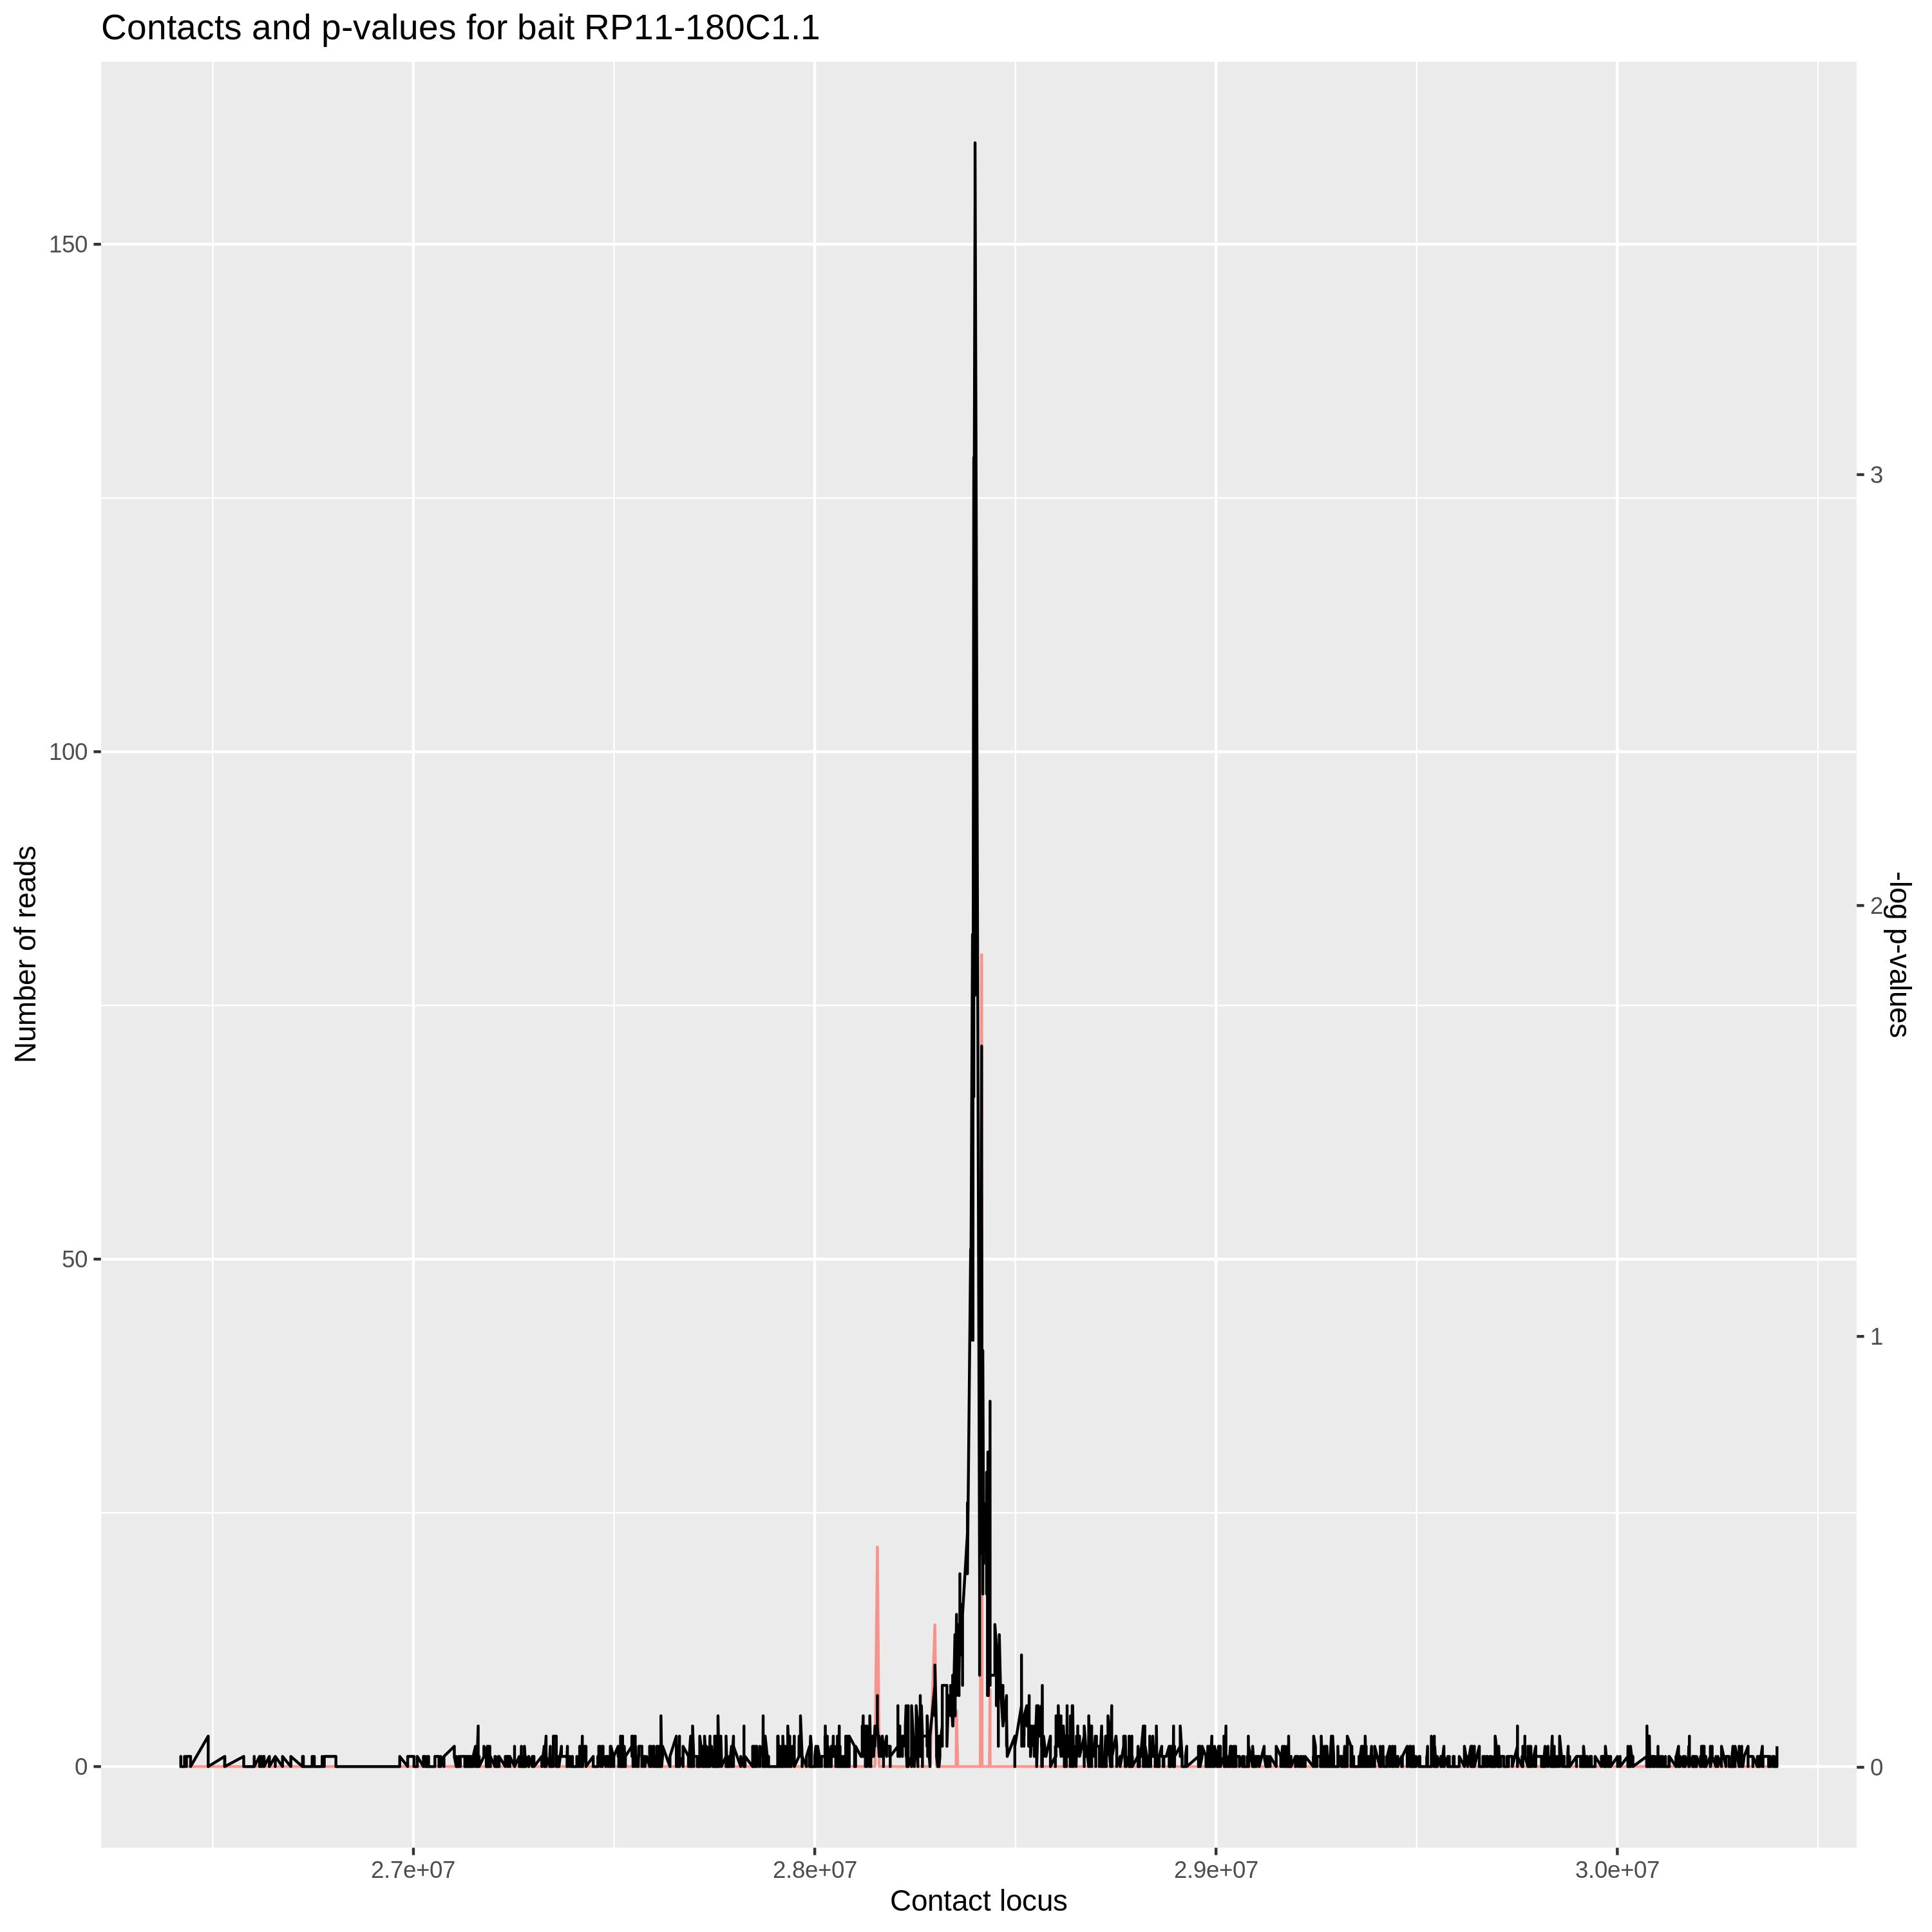 Contacts and p-values for bait RP11-180C1.1
150
100
50
0
Number of reads
3
2
1
0
-log p-values
2.7e+07
2.8e+07
2.9e+07
3.0e+07
Contact locus